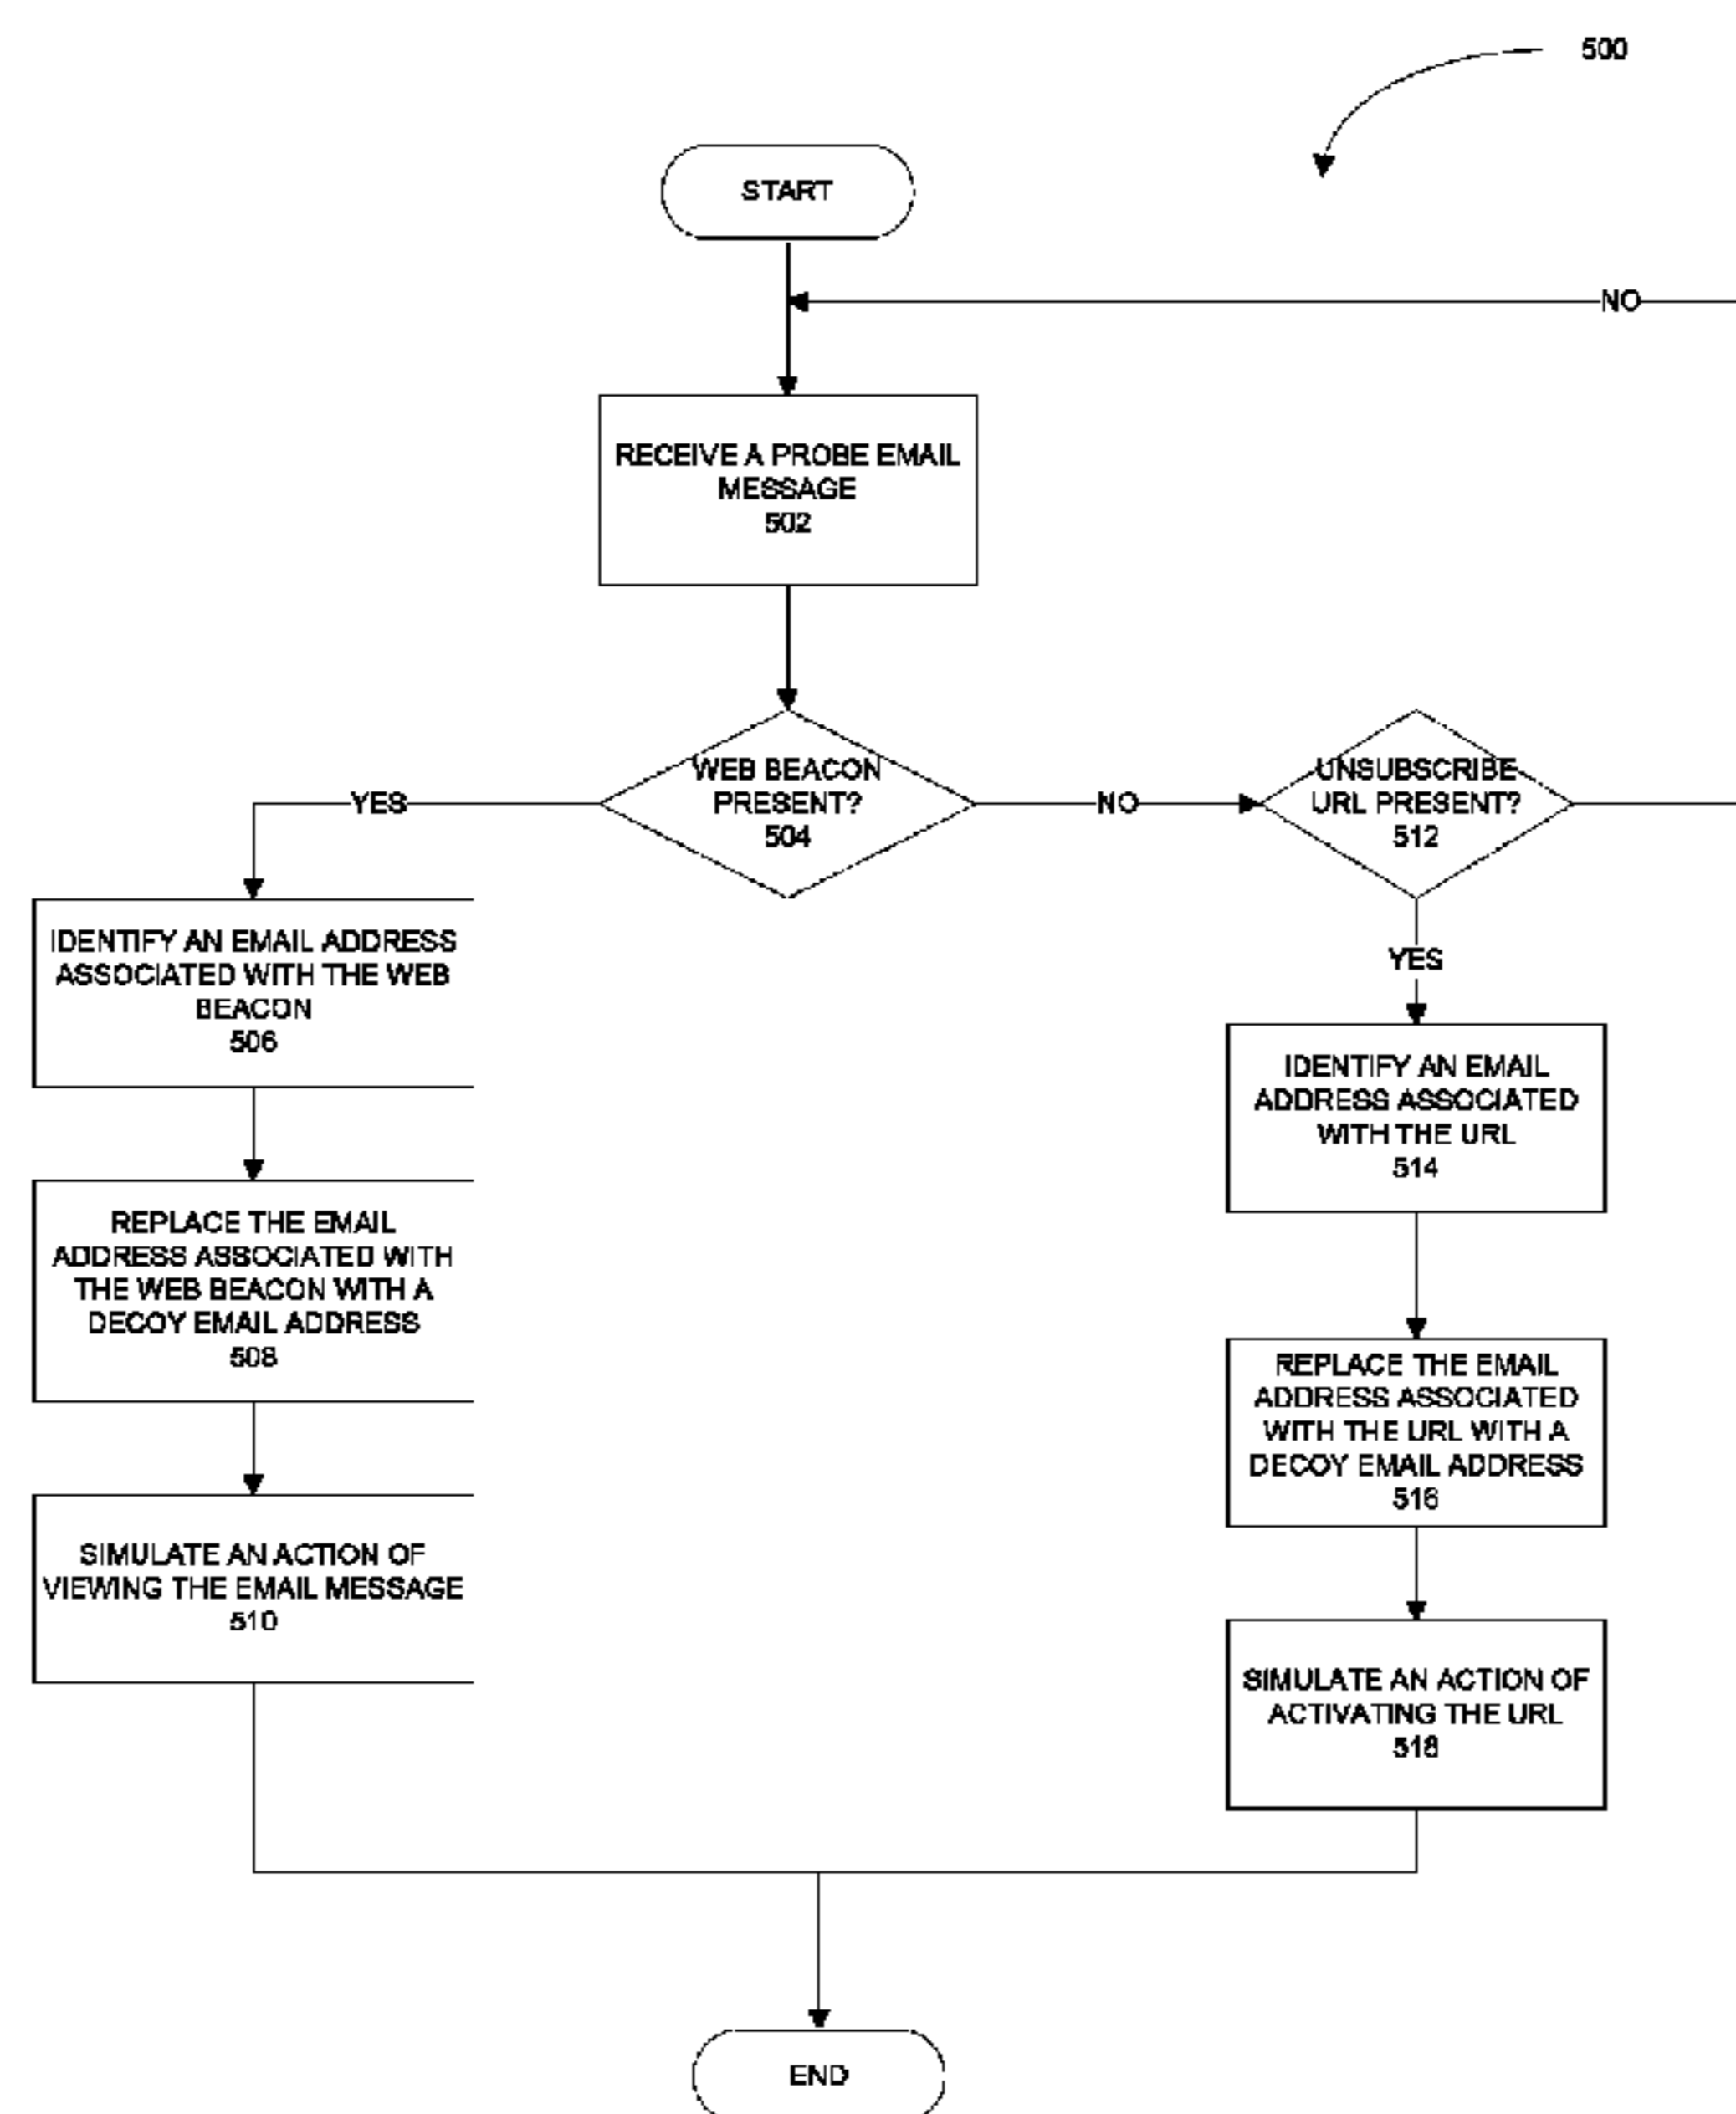 500
START
NO
RECEIVE A PROBE EMAIL
MESSAGE
502
WEB BEACON
PRESENT?
504
YES
NO
UNSUBSCRIBE
URL PRESENT?
512
IDENTIFY AN EMAIL ADDRESS
ASSOCIATED WITH THE WEB
BEACON
506
YES
IDENTIFY AN EMAIL
ADDRESS ASSOCIATED
WITH THE URL
514
REPLACE THE EMAIL
ADDRESS ASSOCIATED WITH
THE WEB BEACON WITH A
DECOY EMAIL ADDRESS
508
REPLACE THE EMAIL
ADDRESS ASSOCIATED
WITH THE URL WITH A
DECOY EMAIL ADDRESS
516
SIMULATE AN ACTION OF
VIEWING THE EMAIL MESSAGE
510
SIMULATE AN ACTION OF
ACTIVATING THE URL
518
END